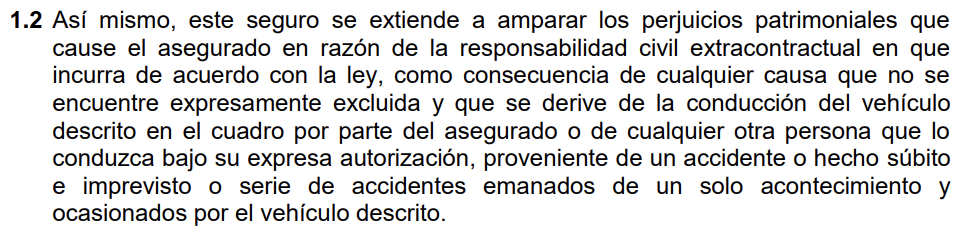 1.2 Así mismo, este seguro se extiende a amparar los perjuicios patrimoniales que
cause el asegurado en razón de la responsabilidad civil extracontractual en que
incurra de acuerdo con la ley, como consecuencia de cualquier causa que no se
encuentre expresamente excluida y que se derive de la conducción del vehículo
descrito en el cuadro por parte del asegurado o de cualquier otra persona que lo
conduzca bajo su expresa autorización, proveniente de un accidente o hecho súbito
e imprevisto o serie de accidentes emanados de un solo acontecimiento y
ocasionados por el vehículo descrito.